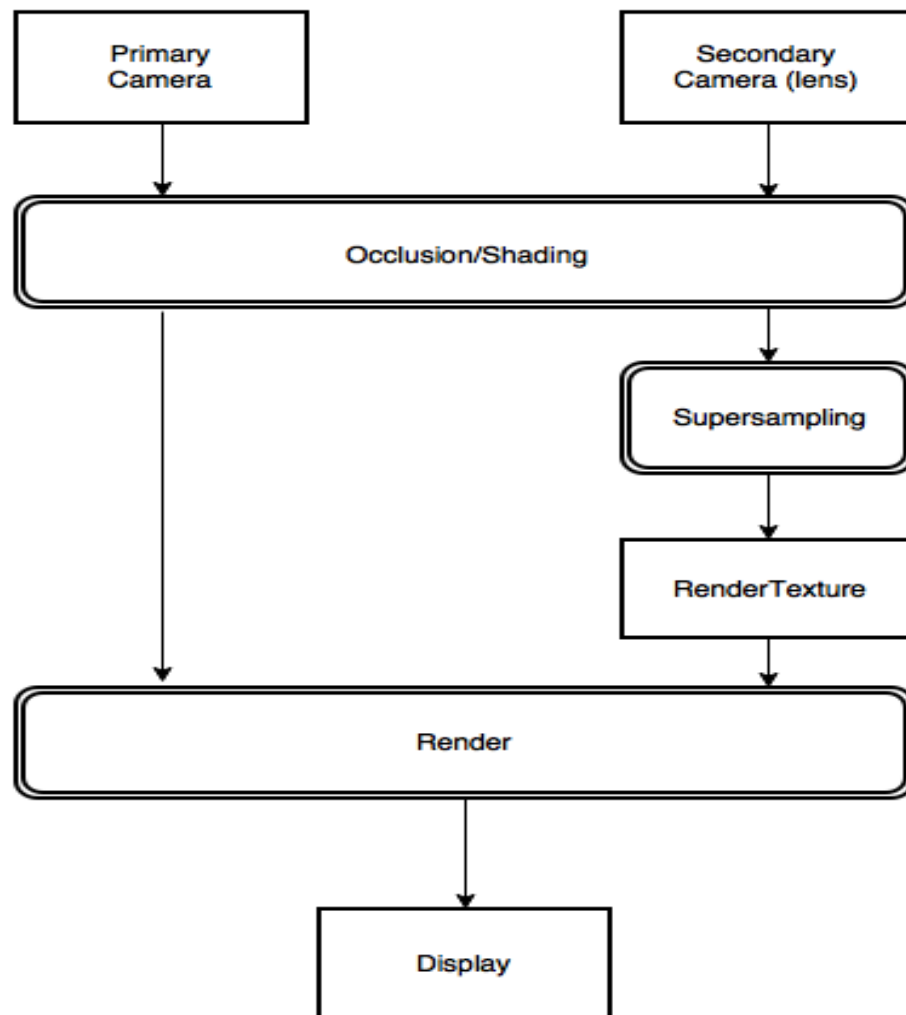 Primary
Camera
Secondary
Camera (lens)
Occlusion/Shading
Supersampling
RenderTexture
Render
Display